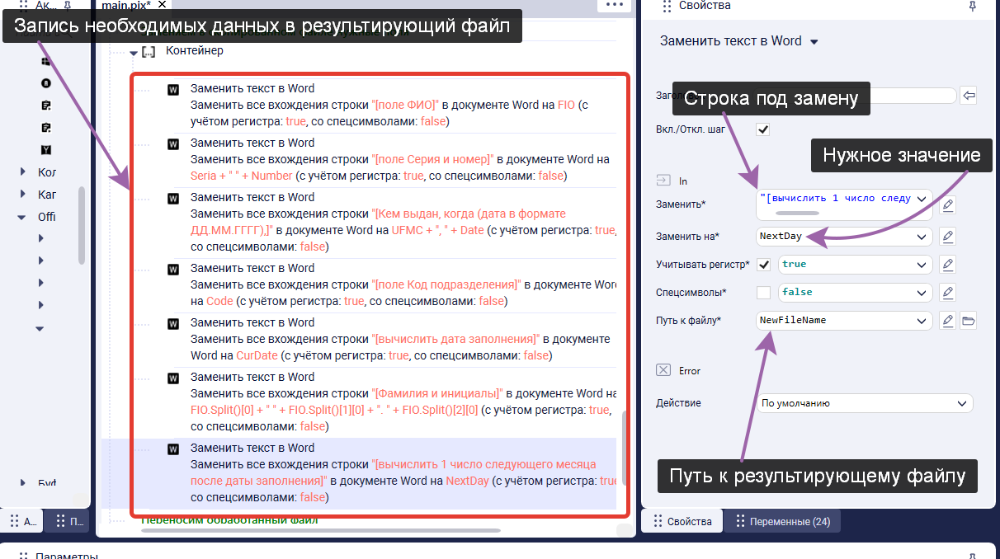 Ак...
main.pix*
Свойства
Запись необходимых данных в результирующий файл
Контейнер
Заменить текст в Word
Заменить все вхождения строки "[поле ФИО]" в документе Word на FIO (с
учётом регистра: true, со спецсимволами: false)
Заменить текст в Word
Заменить все вхождения строки "[поле Серия и номер]" в документе Word на
Seria + " " + Number (с учётом регистра: true, со спецсимволами: false)
Заменить текст в Word
Заменить все вхождения строки "[Кем выдан, когда (дата в формате
ДД.ММ.ГГГГ),]" в документе Word на UFMC + ", " + Date (с учётом регистра: true,
со спецсимволами: false)
Заменить текст в Word
Заменить все вхождения строки "[поле Код подразделения]" в документе Wor
на Code (с учётом регистра: true, со спецсимволами: false)
Заменить текст в Word
Заменить все вхождения строки "[вычислить дата заполнения]" в документе
Word на CurDate (с учётом регистра: true, со спецсимволами: false)
Заменить текст в Word
Заменить все вхождения строки "[Фамилия и инициалы]" в документе Word на
FIO.Split()[0] + " " + FIO.Split()[1][0] + ". " + FIO.Split()[2][0] (с учётом регистра: true,
со спецсимволами: false)
Заменить текст в Word
Заменить все вхождения строки "[вычислить 1 число следующего месяца
после даты заполнения]" в документе Word на NextDay (с учётом регистра: true
со спецсимволами: false)
Переносим обработанный файл
Кол
Каг
Offi
Буф
А...
П...
Заменить текст в Word
Строка под замену
Вкл./Откл. шаг
Нужное значение
In
Заменить*
"[вычислить 1 число следу
Заменить на*
NextDay
Учитывать регистр*
true
Спецсимволы*
false
Путь к файлу*
NewFileName
Error
Действие
По умолчанию
Путь к результирующему файлу
Свойства
Переменные (24)
Параметры